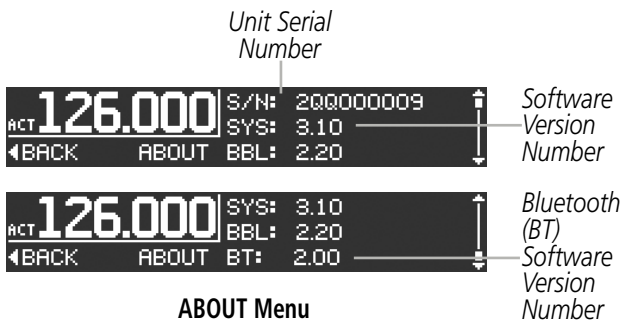 Unit Serial
Number
126.000 S/N: 2QQ000009
ACT SYS: 3.10
◀BACK ABOUT BBL: 2.20
Software
Version
Number
126.000 SYS: 3.10
ACT BBL: 2.20
◀BACK ABOUT BT: 2.00
Bluetooth
(BT)
Software
Version
Number
ABOUT Menu